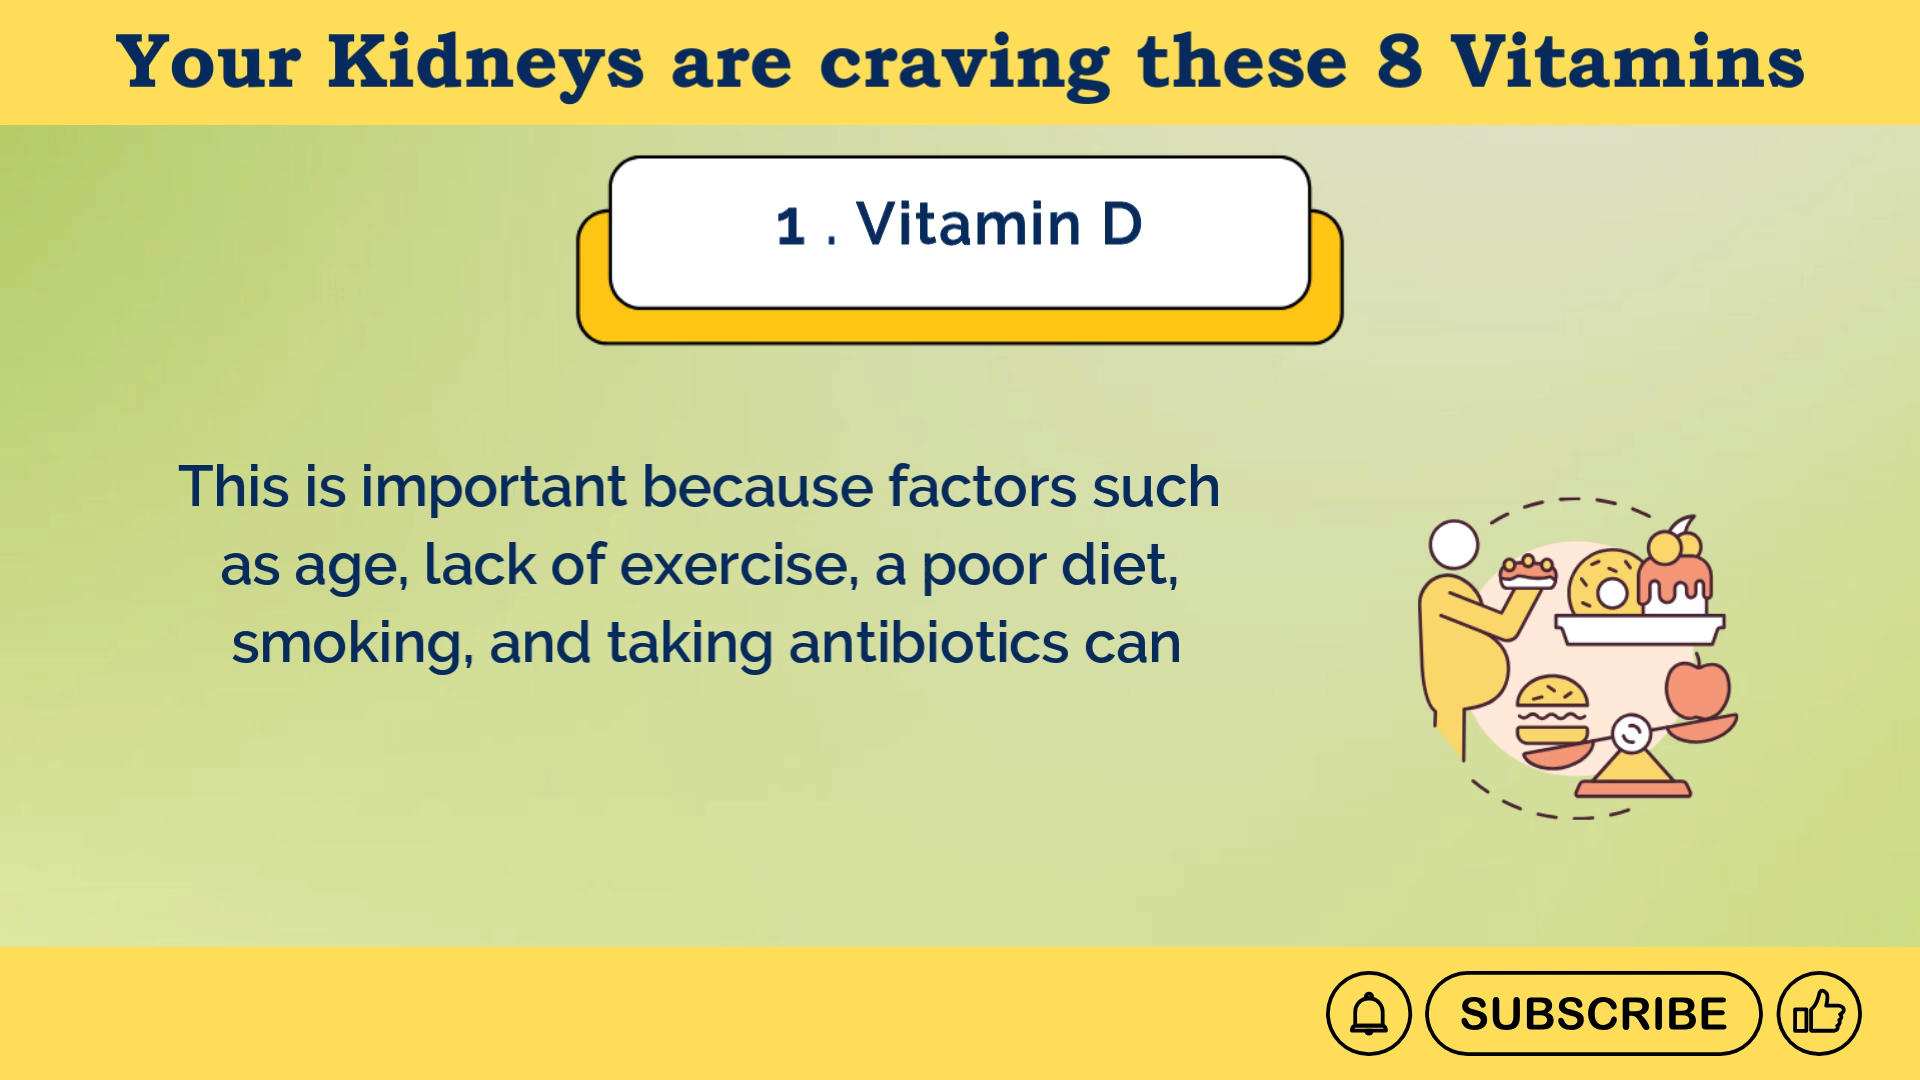 Your Kidneys are craving these 8 Vitamins
1 . Vitamin D
This is important because factors such
as age, lack of exercise, a poor diet,
smoking, and taking antibiotics can
SUBSCRIBE